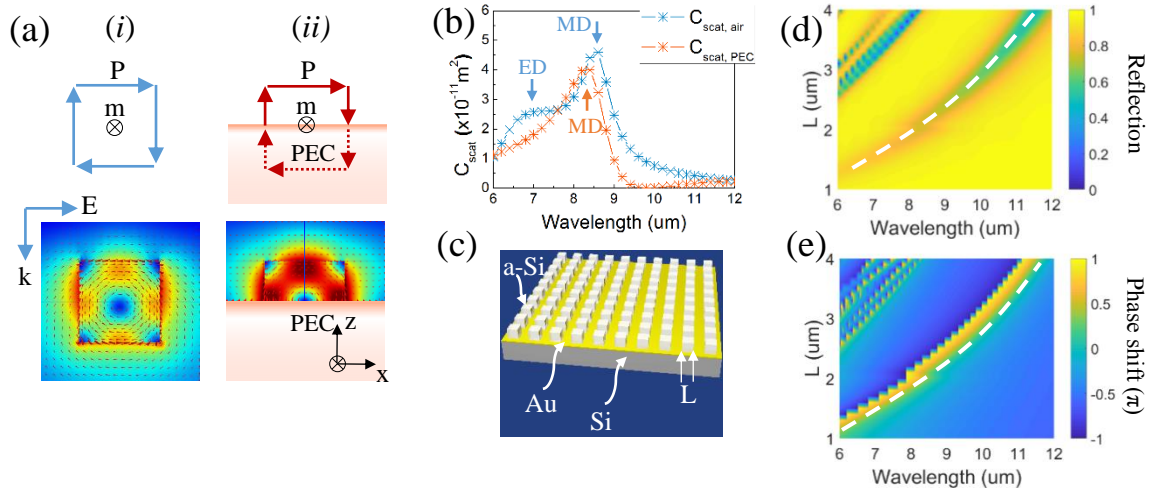 (a)
(i)
P
m
E
k
(ii)
P
m
PEC
PEC
z
x
(b)
C_scat (x10⁻¹¹m²)
5
4
3
2
1
0
6 7 8 9 10 11 12
Wavelength (um)
MD
ED
MD
C_scat, air
C_scat, PEC
(c)
a-Si
Au
Si
L
(d)
L (um)
4
3
2
1
6 7 8 9 10 11 12
Wavelength (um)
1
0.8
0.6
0.4
0.2
0
Reflection
(e)
L (um)
4
3
2
1
6 7 8 9 10 11 12
Wavelength (um)
1
0.5
0
-0.5
-1
Phase shift (π)